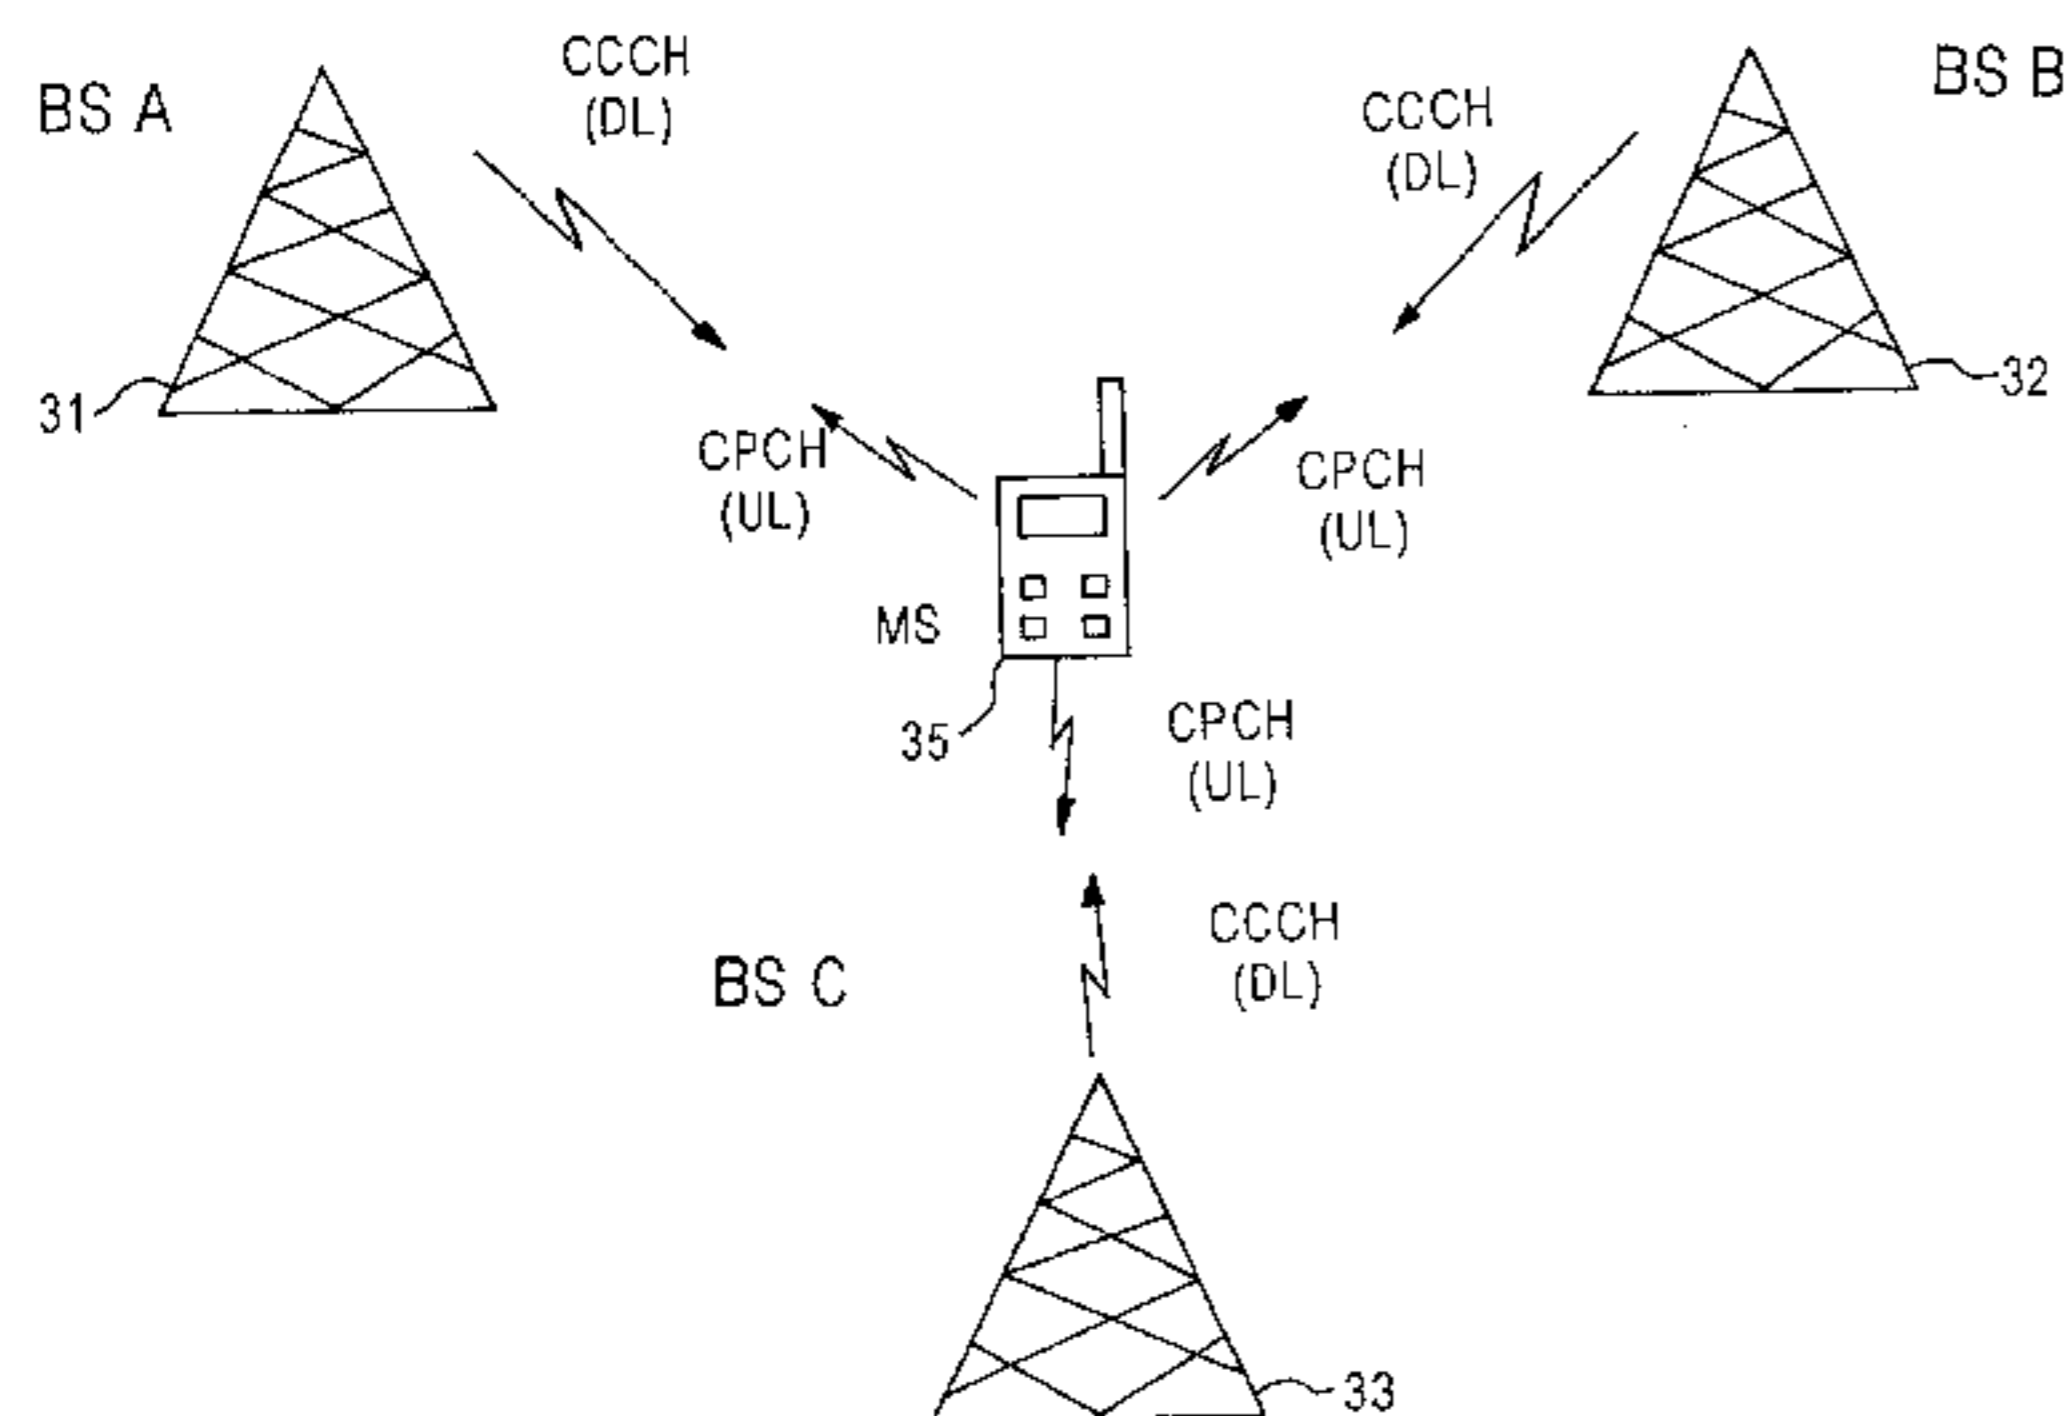 BS A
CCCH
(DL)
CCCH
(DL)
BS B
31
32
CPCH
(UL)
CPCH
(UL)
MS
35
CPCH
(UL)
BS C
CCCH
(DL)
33